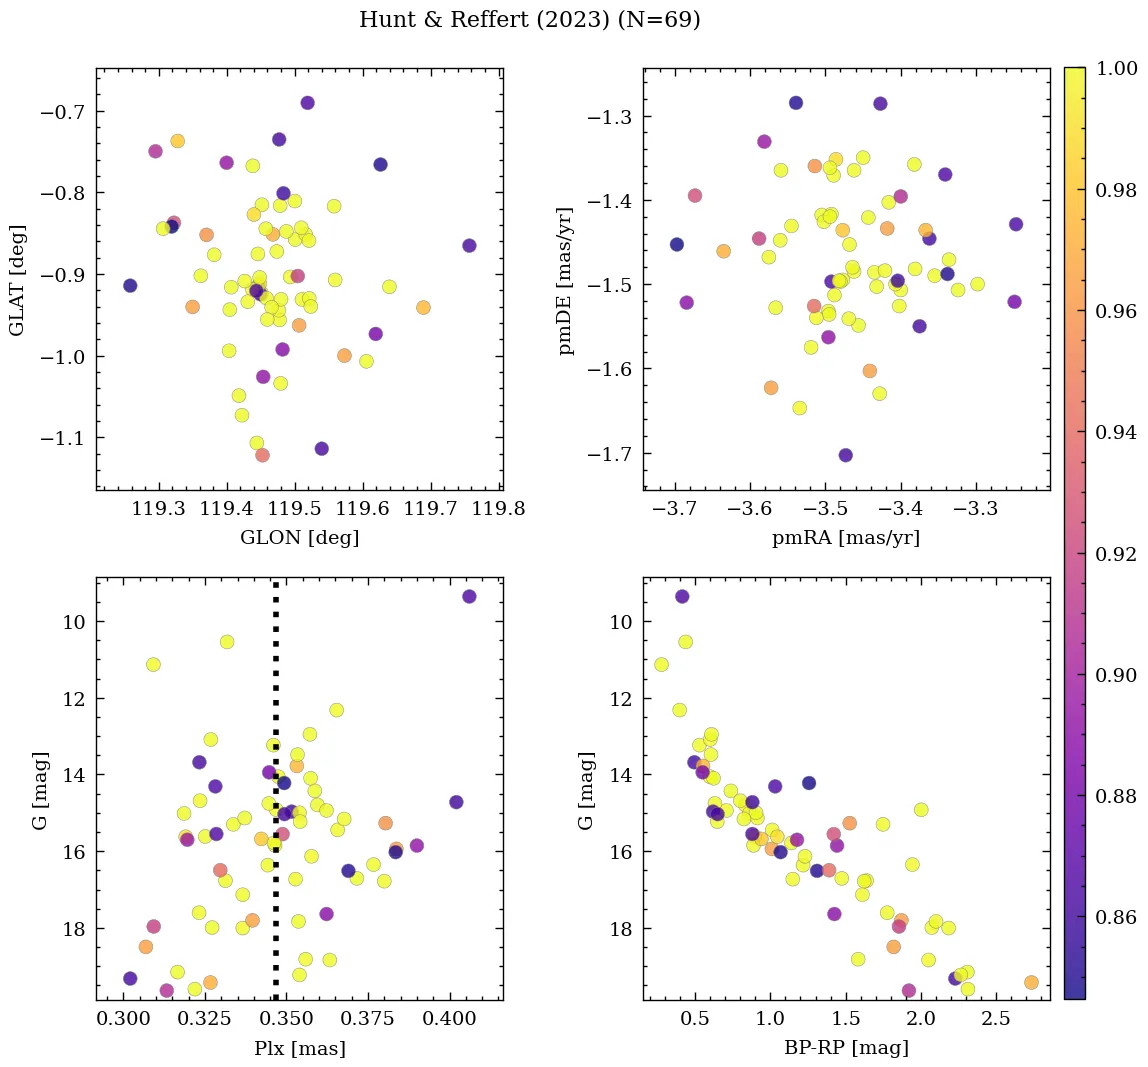 Hunt & Reffert (2023) (N=69)
−0.7
−0.8
−0.9
−1.0
−1.1
GLAT [deg]
119.3 119.4 119.5 119.6 119.7 119.8
GLON [deg]
−1.3
−1.4
−1.5
−1.6
−1.7
pmDE [mas/yr]
−3.7 −3.6 −3.5 −3.4 −3.3
pmRA [mas/yr]
10
12
14
16
18
G [mag]
0.300 0.325 0.350 0.375 0.400
Plx [mas]
10
12
14
16
18
G [mag]
0.5 1.0 1.5 2.0 2.5
BP-RP [mag]
1.00
0.98
0.96
0.94
0.92
0.90
0.88
0.86